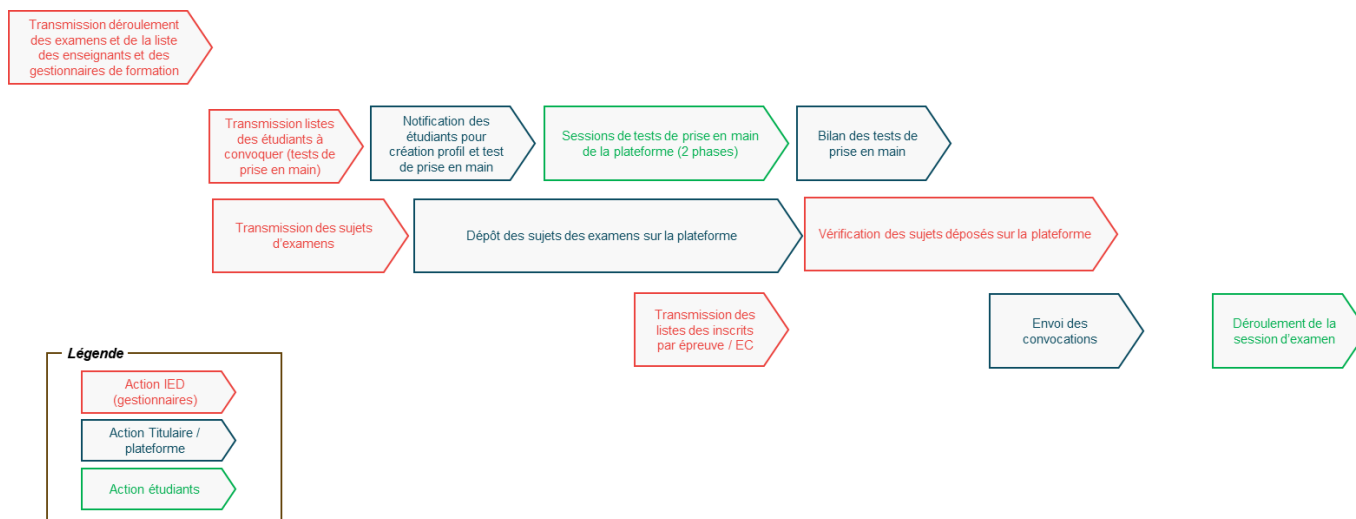 Transmission déroulement
des examens et de la liste
des enseignants et des
gestionnaires de formation
Transmission listes
des étudiants à
convoquer (tests de
prise en main)
Notification des
étudiants pour
création profil et test
de prise en main
Sessions de tests de prise en main
de la plateforme (2 phases)
Bilan des tests de
prise en main
Transmission des sujets
d'examens
Dépôt des sujets des examens sur la plateforme
Vérification des sujets déposés sur la plateforme
Transmission des
listes des inscrits
par épreuve / EC
Envoi des
convocations
Déroulement de la
session d'examen
Légende
Action IED
(gestionnaires)
Action Titulaire /
plateforme
Action étudiants